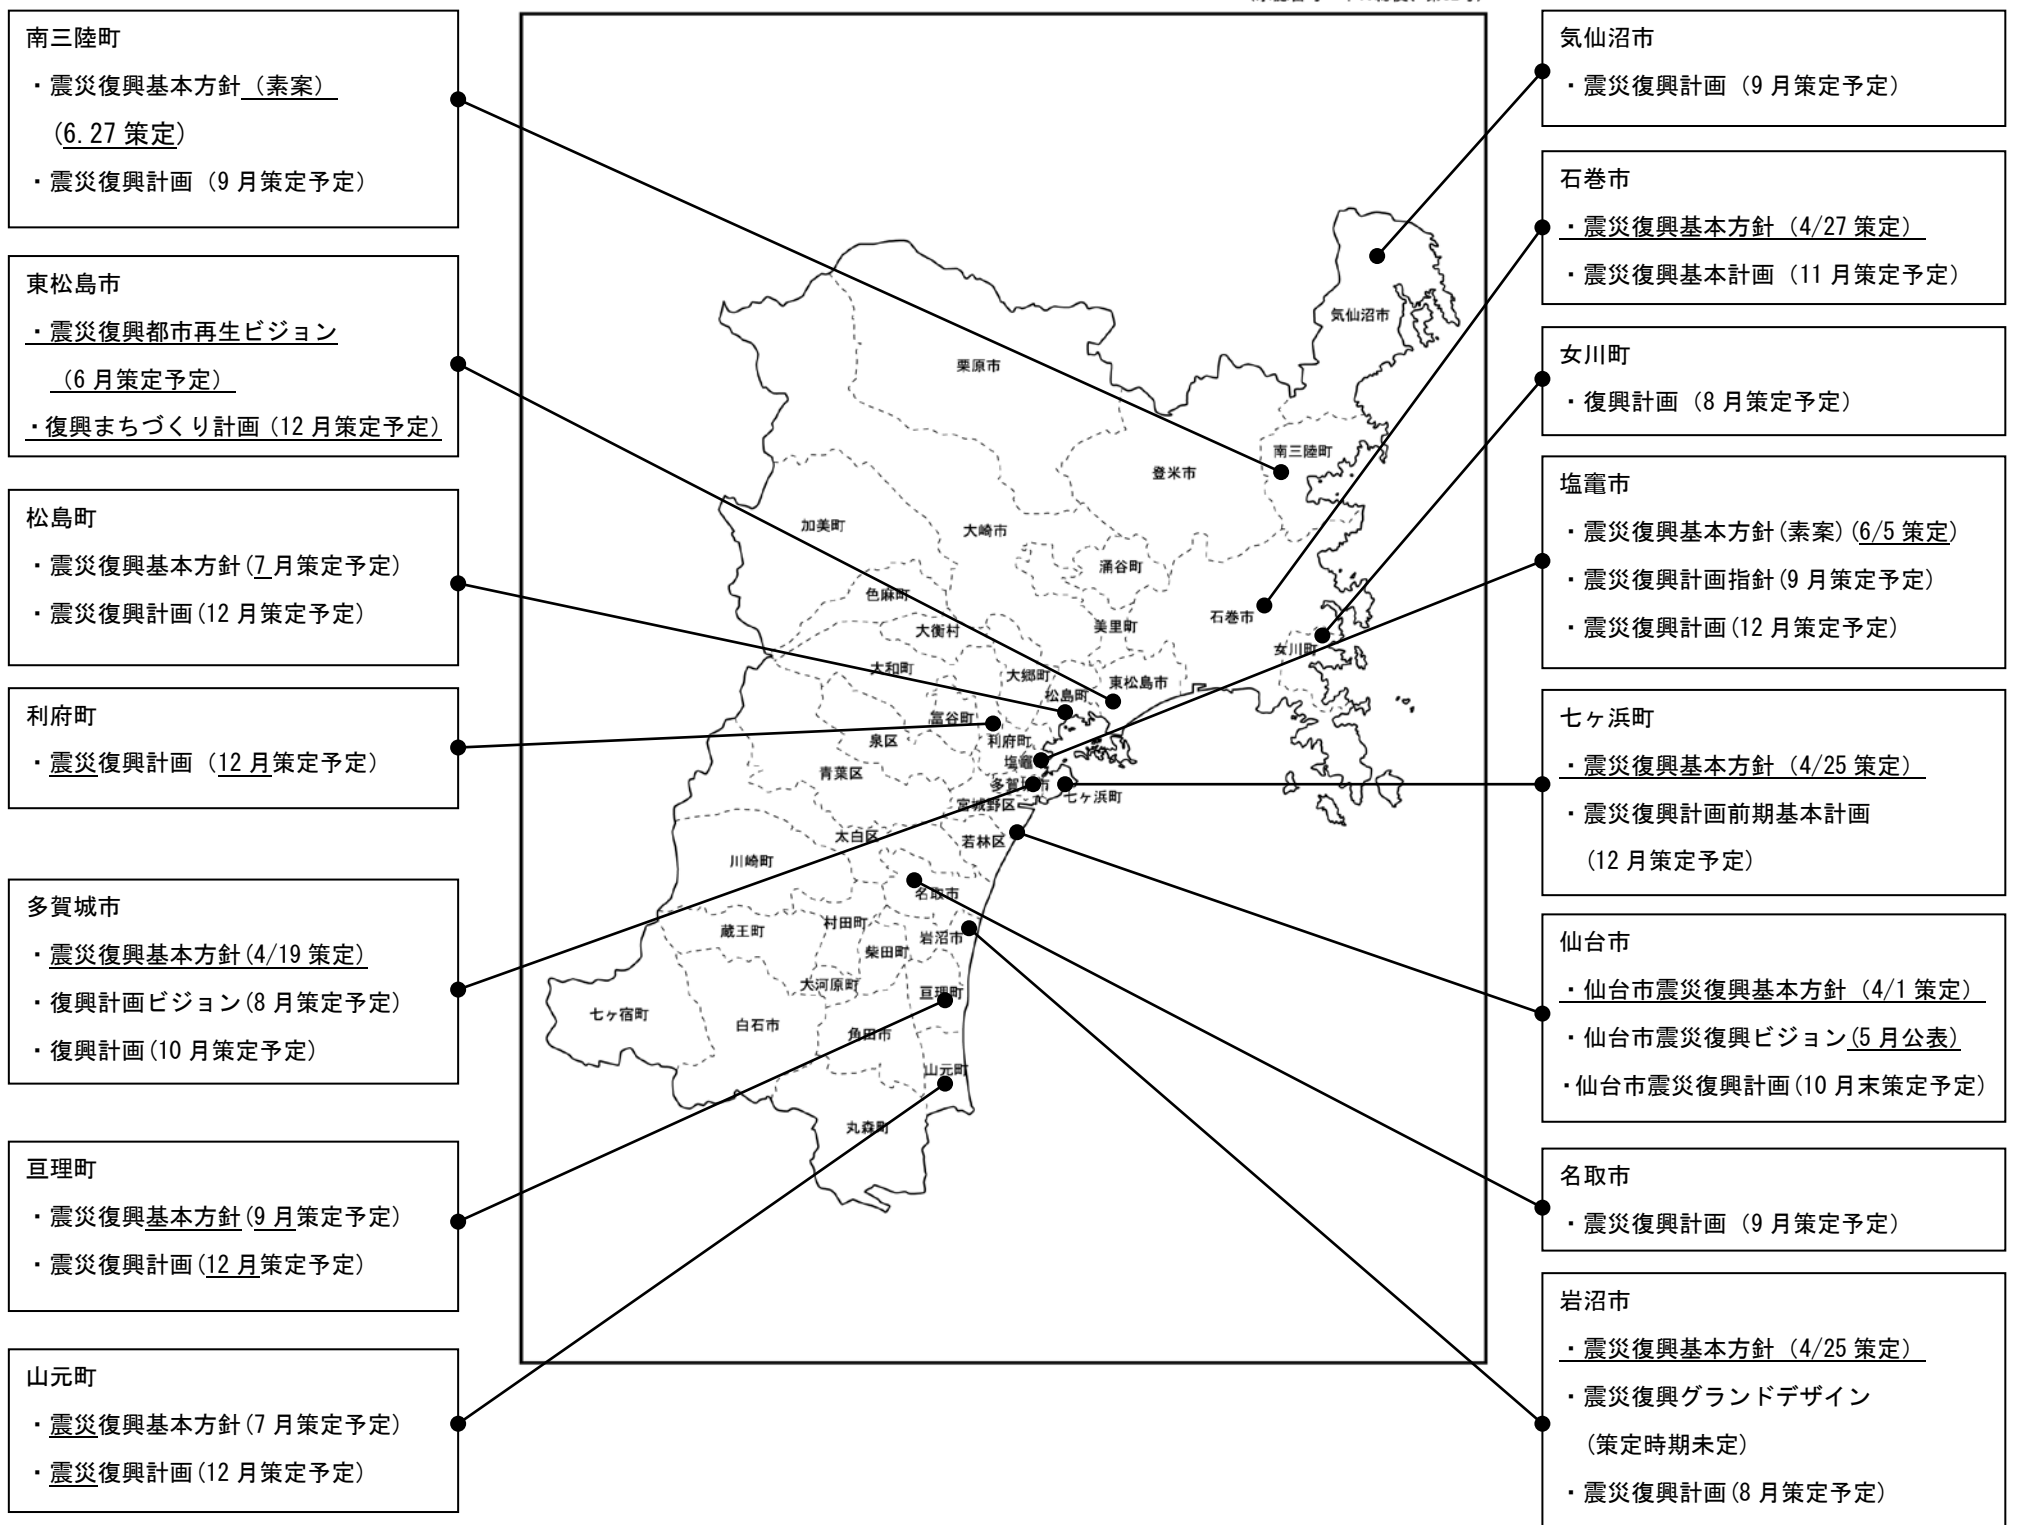 南三陸町
・震災復興基本方針（素案）
(6.27 策定)
・震災復興計画（9 月策定予定）
東松島市
・震災復興都市再生ビジョン
（6 月策定予定）
・復興まちづくり計画（12 月策定予定）
松島町
・震災復興基本方針(7 月策定予定)
・震災復興計画(12 月策定予定)
利府町
・震災復興計画（12 月策定予定）
多賀城市
・震災復興基本方針(4/19 策定)
・復興計画ビジョン(8 月策定予定)
・復興計画(10 月策定予定)
亘理町
・震災復興基本方針(9 月策定予定)
・震災復興計画(12 月策定予定)
山元町
・震災復興基本方針(7 月策定予定)
・震災復興計画(12 月策定予定)
気仙沼市
栗原市
南三陸町
登米市
加美町
大崎市
涌谷町
色麻町
石巻市
美里町
大衡村
女川町
大和町
大郷町
東松島市
松島町
富谷町
利府町
泉区
塩竈
青葉区
多賀城市
七ヶ浜町
宮城野区
太白区
若林区
川崎町
名取市
村田町
蔵王町
岩沼市
柴田町
大河原町
亘理町
七ヶ宿町
白石市
角田市
山元町
丸森町
気仙沼市
・震災復興計画（9 月策定予定）
石巻市
・震災復興基本方針（4/27 策定）
・震災復興基本計画（11 月策定予定）
女川町
・復興計画（8 月策定予定）
塩竈市
・震災復興基本方針(素案)(6/5 策定)
・震災復興計画指針(9 月策定予定)
・震災復興計画(12 月策定予定)
七ヶ浜町
・震災復興基本方針（4/25 策定）
・震災復興計画前期基本計画
(12 月策定予定)
仙台市
・仙台市震災復興基本方針（4/1 策定）
・仙台市震災復興ビジョン(5 月公表)
・仙台市震災復興計画(10 月末策定予定)
名取市
・震災復興計画（9 月策定予定）
岩沼市
・震災復興基本方針（4/25 策定）
・震災復興グランドデザイン
(策定時期未定)
・震災復興計画(8 月策定予定)